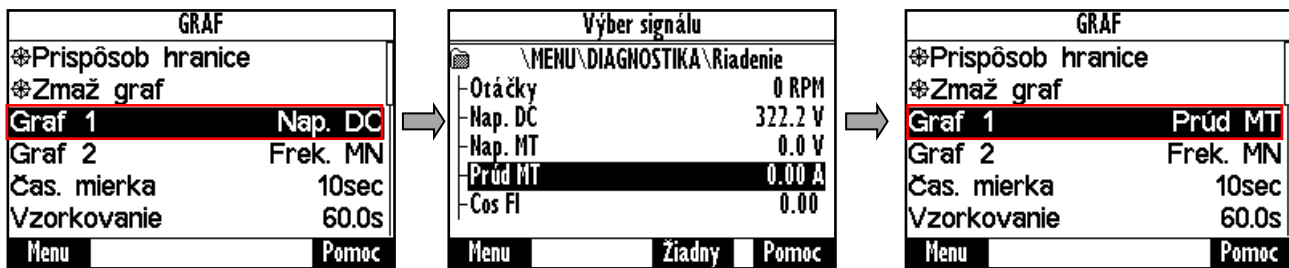 GRAF
Prispôsob hranice
Zmaž graf
Graf 1 Nap. DC
Graf 2 Frek. MN
Čas. mierka 10sec
Vzorkovanie 60.0s
Menu Pomoc
Výber signálu
\MENU\DIAGNOSTIKA\Riadenie
Otáčky 0 RPM
Nap. DC 322.2 V
Nap. MT 0.0 V
Prúd MT 0.00 A
Cos FI 0.00
Menu Žiadny Pomoc
GRAF
Prispôsob hranice
Zmaž graf
Graf 1 Prúd MT
Graf 2 Frek. MN
Čas. mierka 10sec
Vzorkovanie 60.0s
Menu Pomoc